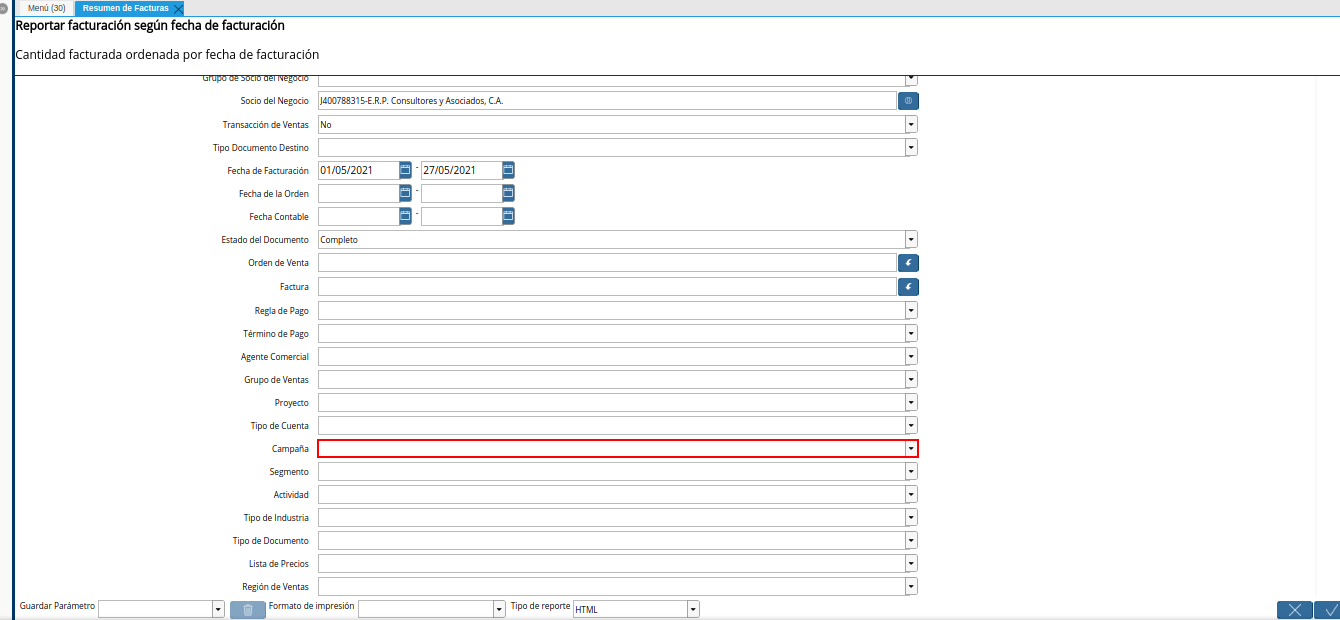 Menú (30) Resumen de Facturas
Reportar facturación según fecha de facturación
Cantidad facturada ordenada por fecha de facturación
Grupo de Socio del Negocio
Socio del Negocio J400788315-E.R.P. Consultores y Asociados, C.A.
Transacción de Ventas No
Tipo Documento Destino
Fecha de Facturación 01/05/2021 - 27/05/2021
Fecha de la Orden -
Fecha Contable -
Estado del Documento Completo
Orden de Venta
Factura
Regla de Pago
Término de Pago
Agente Comercial
Grupo de Ventas
Proyecto
Tipo de Cuenta
Campaña
Segmento
Actividad
Tipo de Industria
Tipo de Documento
Lista de Precios
Región de Ventas
Guardar Parámetro Formato de impresión Tipo de reporte HTML